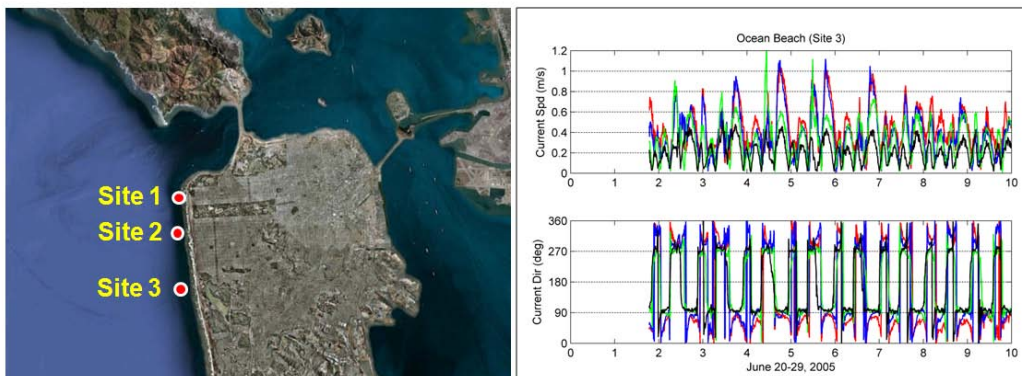 Site 1
Site 2
Site 3
Ocean Beach (Site 3)
Current Spd (m/s)
1.2
1
0.8
0.6
0.4
0.2
0
0 1 2 3 4 5 6 7 8 9 10
Current Dir (deg)
360
270
180
90
0
0 1 2 3 4 5 6 7 8 9 10
June 20-29, 2005